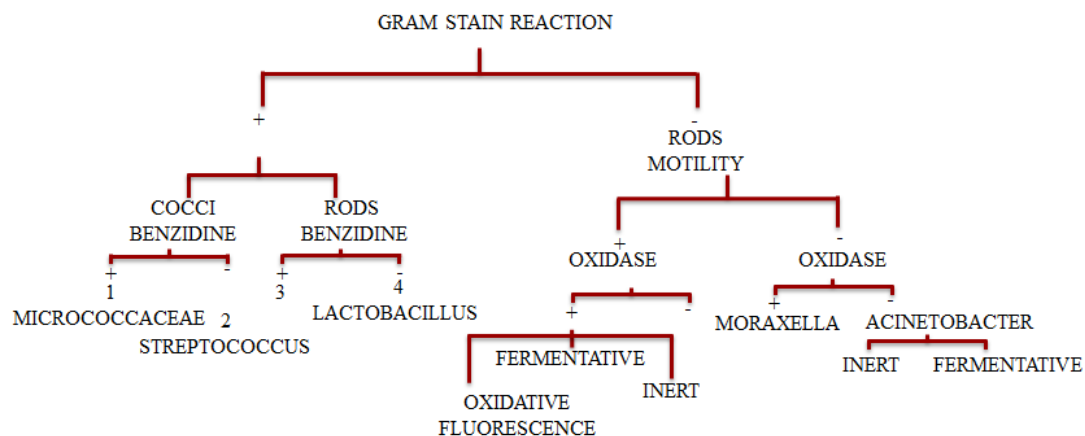 GRAM STAIN REACTION
+
-
RODS
MOTILITY
COCCI
BENZIDINE
RODS
BENZIDINE
+
-
OXIDASE
OXIDASE
+
-
+
-
1
3
4
MICROCOCCACEAE 2
LACTOBACILLUS
STREPTOCOCCUS
+
-
+
-
MORAXELLA
ACINETOBACTER
FERMENTATIVE
INERT
INERT
FERMENTATIVE
OXIDATIVE
FLUORESCENCE